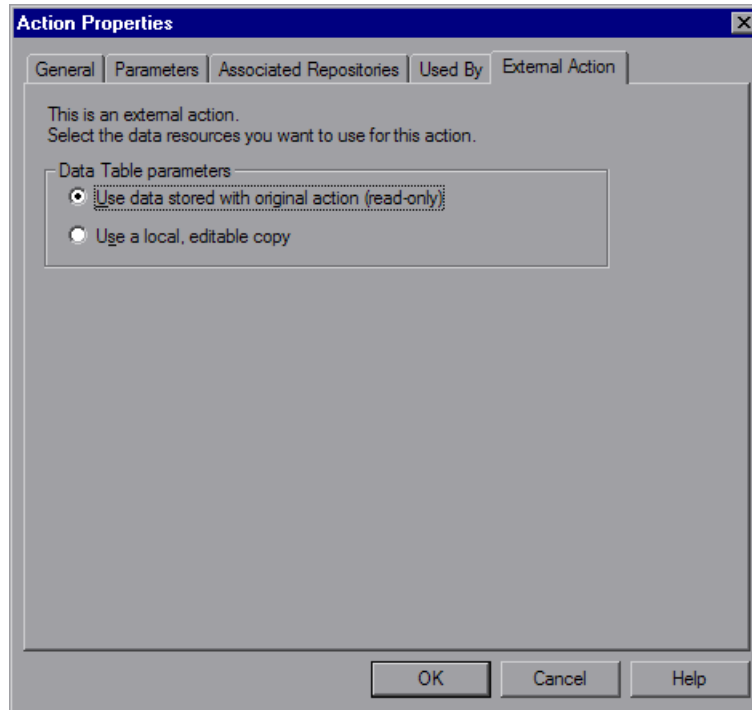 Action Properties
General Parameters Associated Repositories Used By External Action
This is an external action.
Select the data resources you want to use for this action.
Data Table parameters
Use data stored with original action (read-only)
Use a local, editable copy
OK Cancel Help